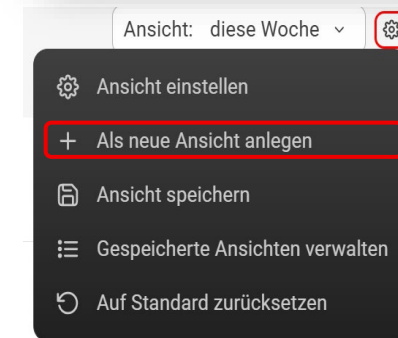 Ansicht: diese Woche
Ansicht einstellen
Als neue Ansicht anlegen
Ansicht speichern
Gespeicherte Ansichten verwalten
Auf Standard zurücksetzen